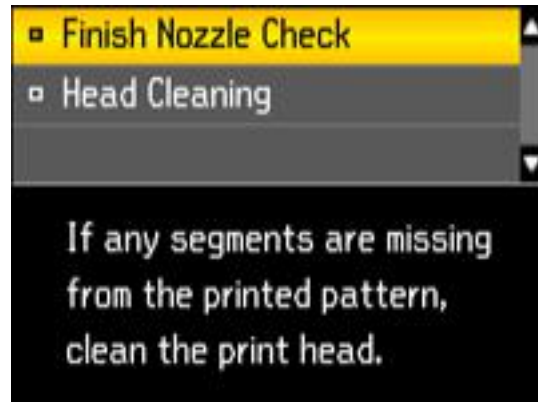 Finish Nozzle Check
Head Cleaning
If any segments are missing
from the printed pattern,
clean the print head.